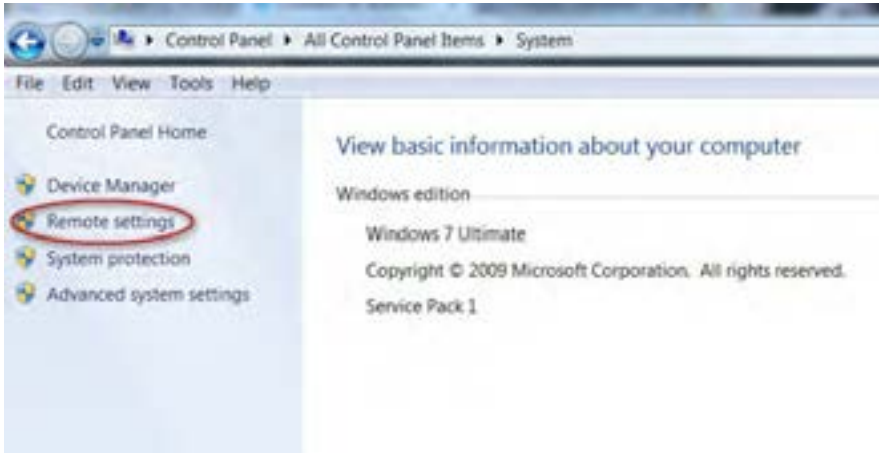 Control Panel ▸ All Control Panel Items ▸ System
File Edit View Tools Help
Control Panel Home
Device Manager
Remote settings
System protection
Advanced system settings
View basic information about your computer
Windows edition
Windows 7 Ultimate
Copyright © 2009 Microsoft Corporation. All rights reserved.
Service Pack 1